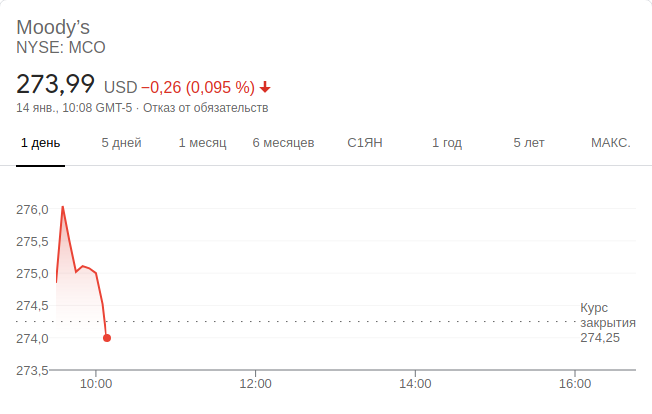 Moody’s
NYSE: MCO
273,99 USD −0,26 (0,095 %)
14 янв., 10:08 GMT-5 · Отказ от обязательств
1 день 5 дней 1 месяц 6 месяцев С1ЯН 1 год 5 лет МАКС.
276,0
275,5
275,0
274,5
274,0
273,5
Курс
закрытия
274,25
10:00 12:00 14:00 16:00